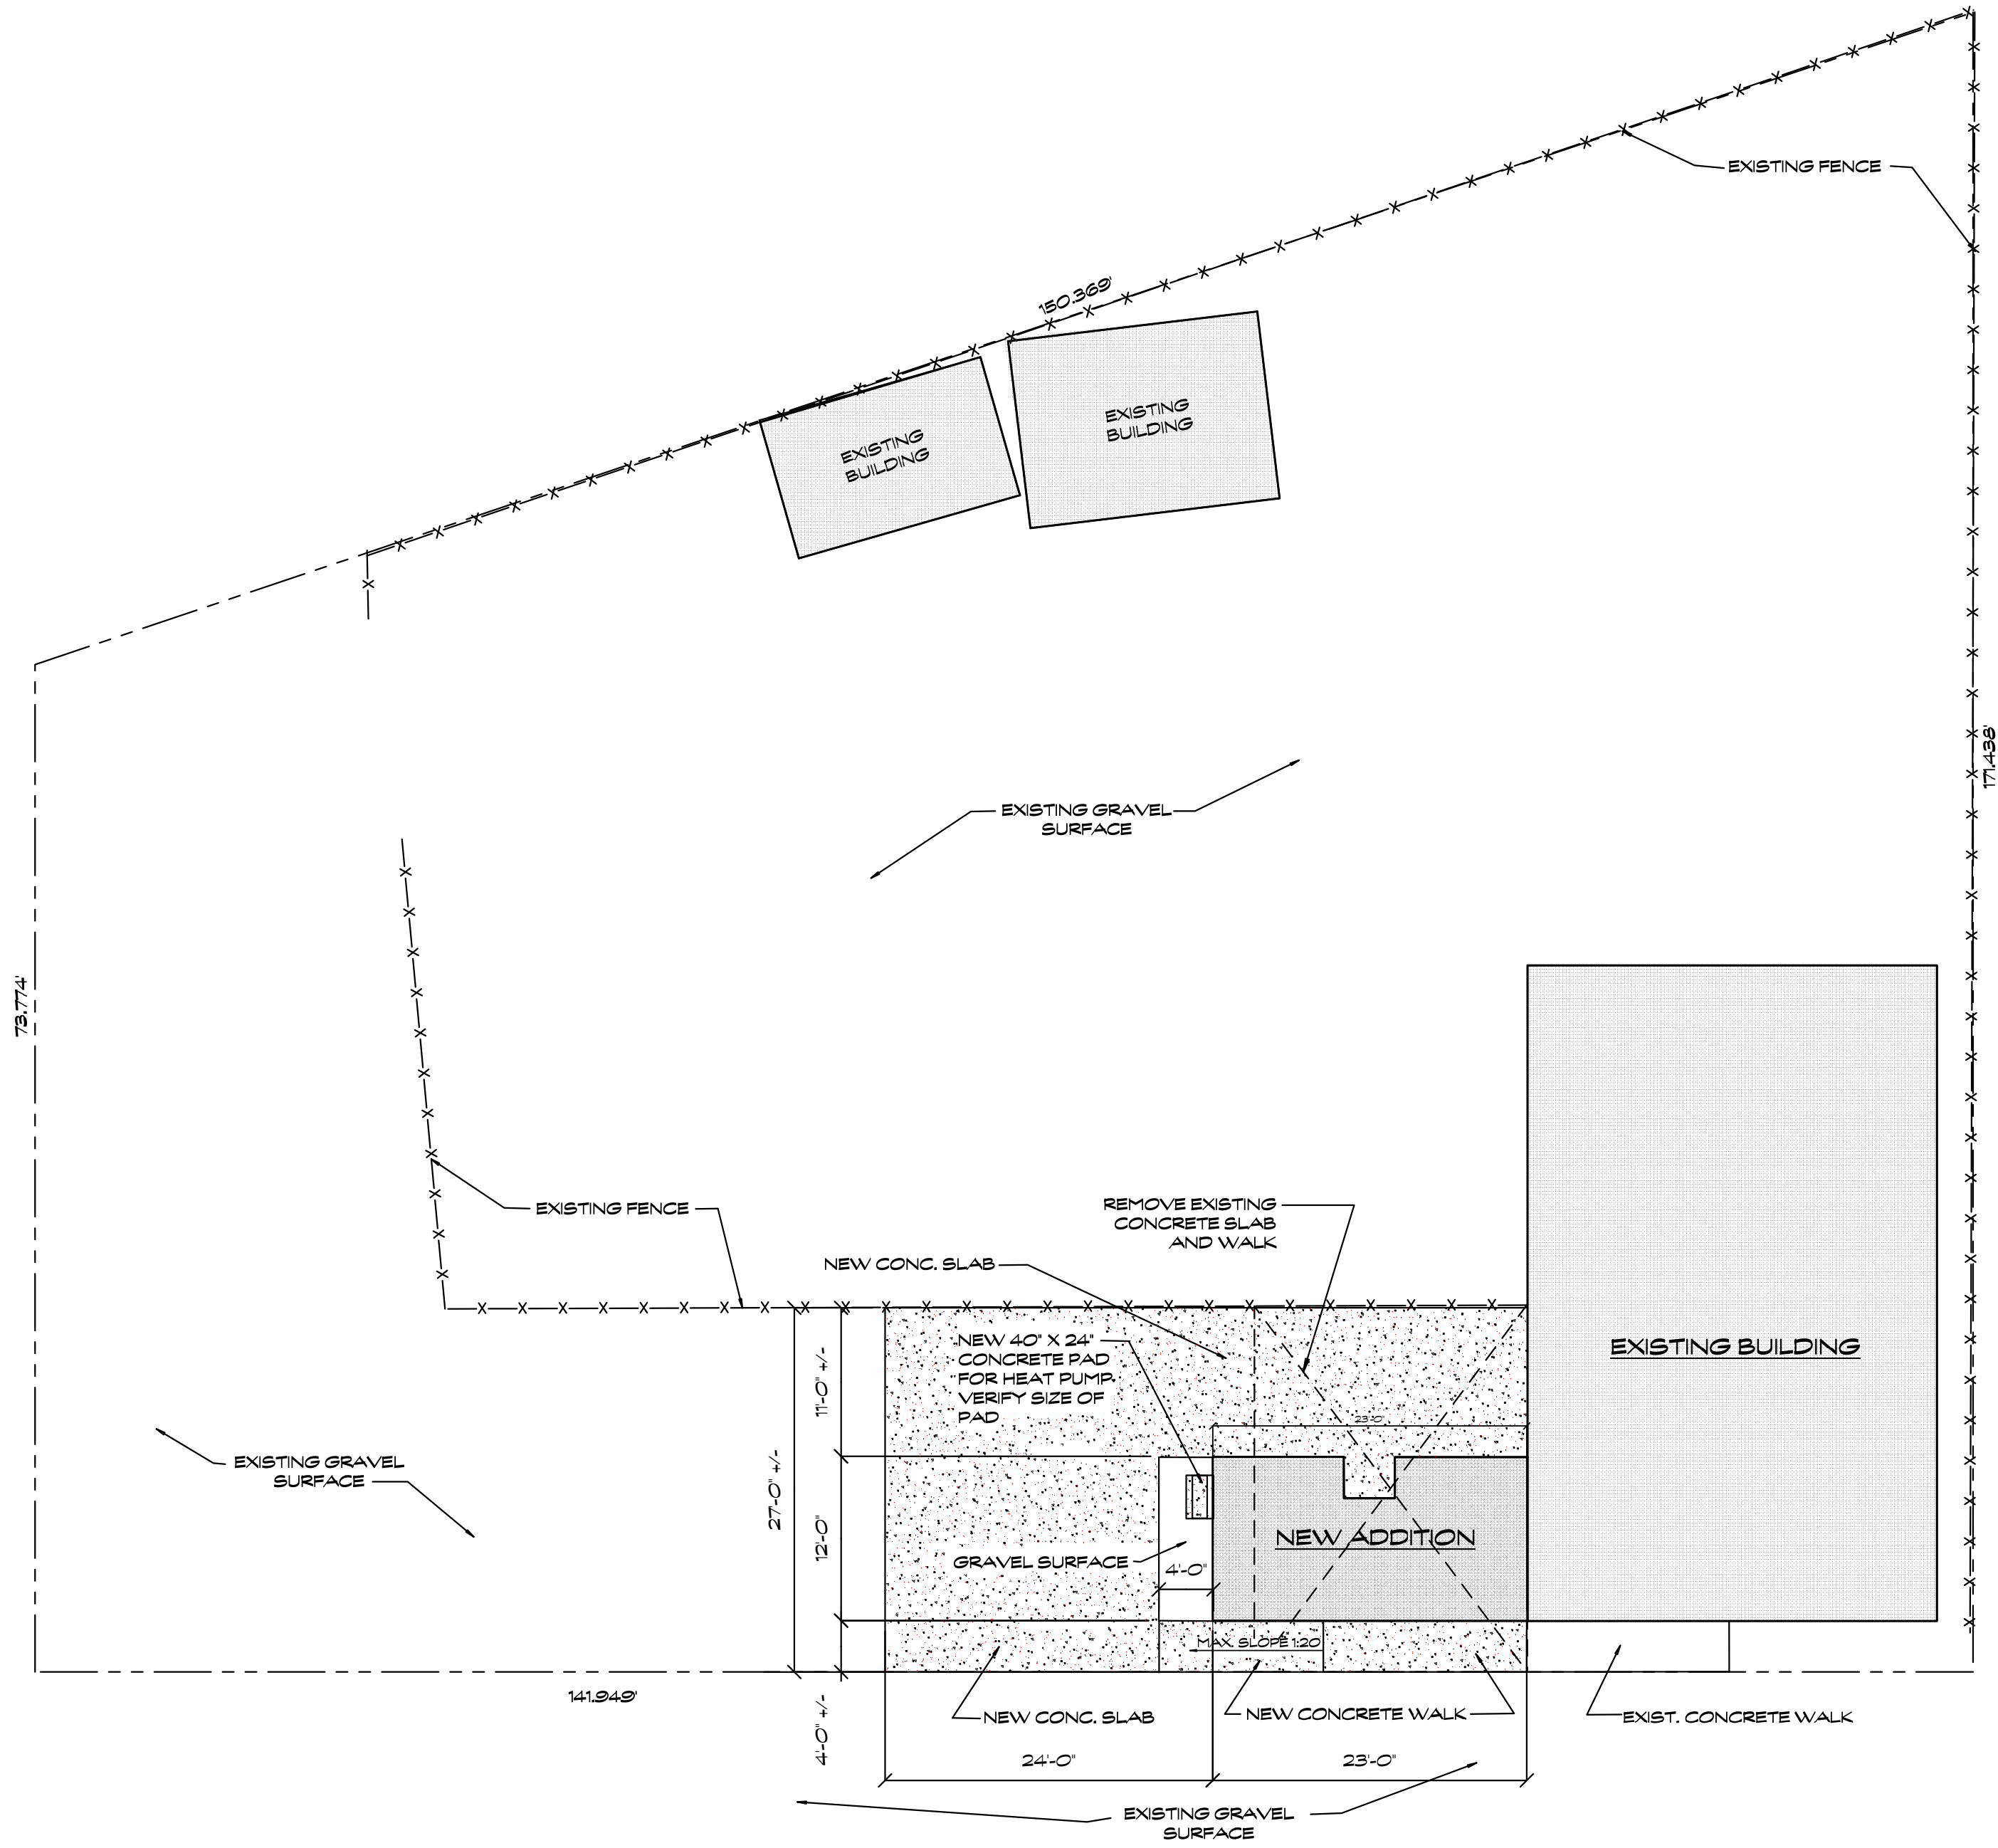 EXISTING FENCE
150.369'
EXISTING
BUILDING
EXISTING
BUILDING
171.438'
EXISTING GRAVEL
SURFACE
73.774'
EXISTING FENCE
REMOVE EXISTING
CONCRETE SLAB
AND WALK
NEW CONC. SLAB
EXISTING BUILDING
NEW 40" X 24"
CONCRETE PAD
FOR HEAT PUMP.
VERIFY SIZE OF
PAD
11'-0" +/-
23'-0"
EXISTING GRAVEL
SURFACE
27'-0" +/-
12'-0"
NEW ADDITION
GRAVEL SURFACE
4'-0"
MAX. SLOPE 1:20
141.949'
4'-0" +/-
NEW CONC. SLAB
NEW CONCRETE WALK
EXIST. CONCRETE WALK
24'-0"
23'-0"
EXISTING GRAVEL
SURFACE